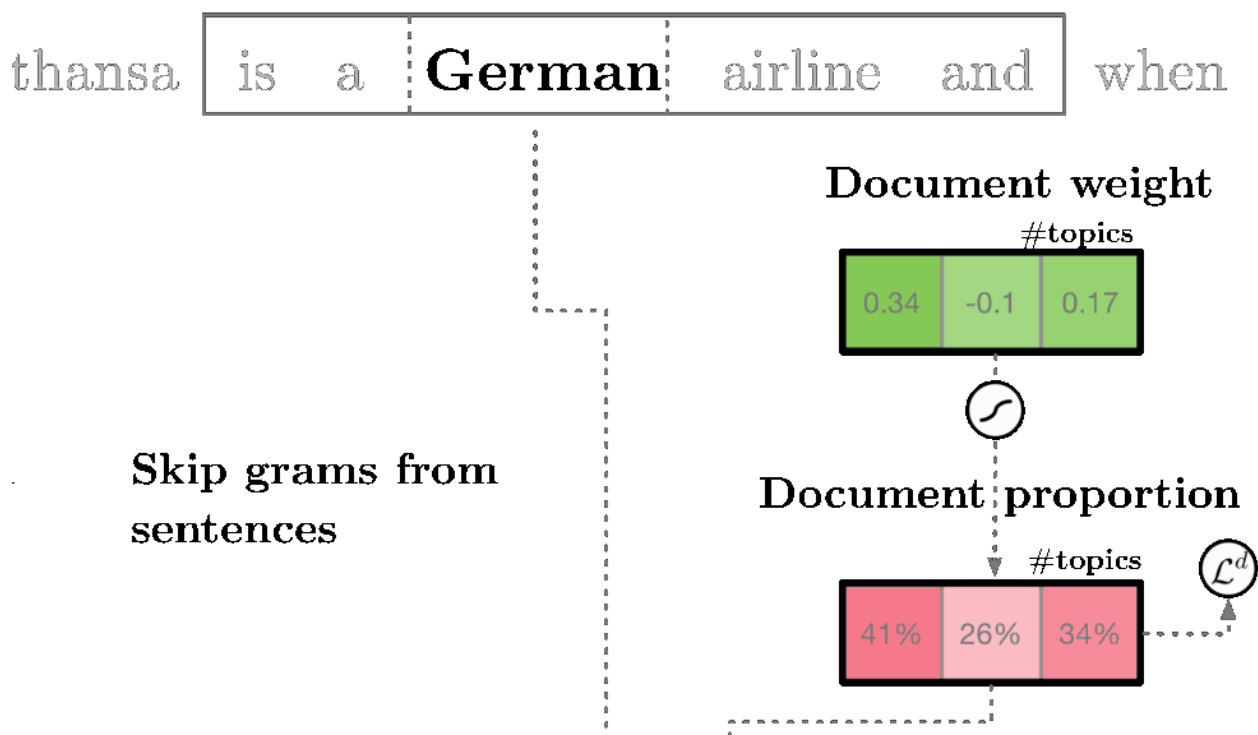 thansa is a German airline and when
Document weight
#topics
0.34 -0.1 0.17
Skip grams from
sentences
Document proportion
#topics
ℒᵈ
41% 26% 34%